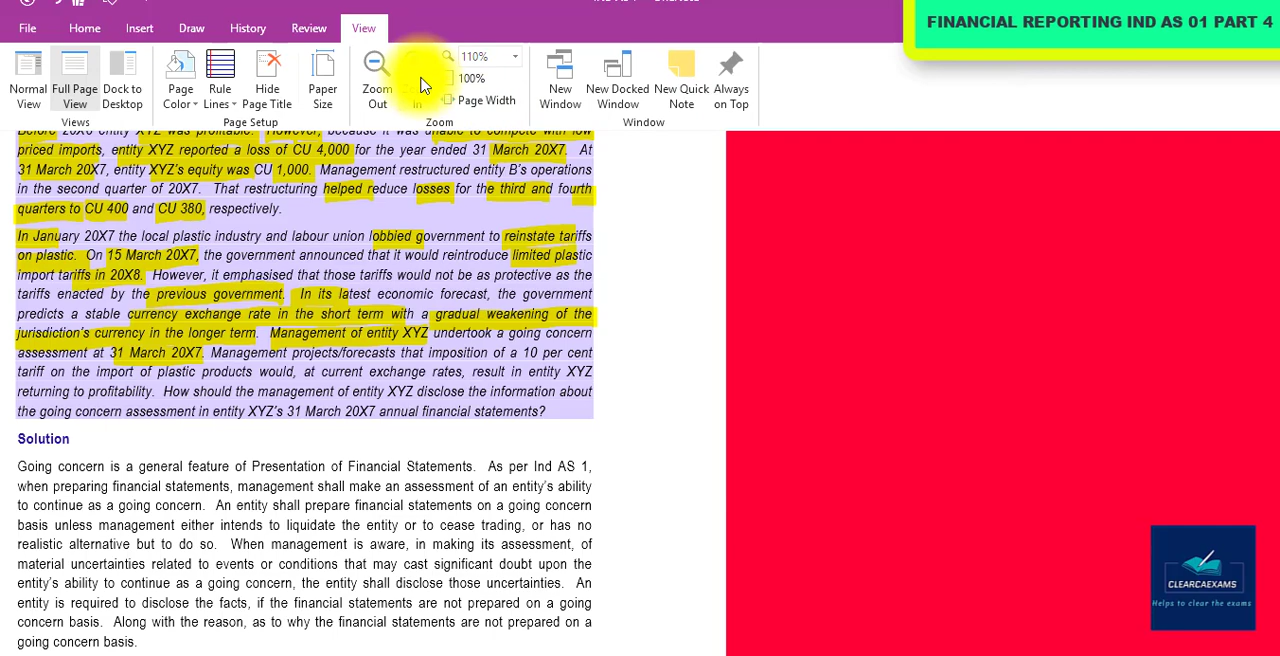 FINANCIAL REPORTING IND AS 01 PART 4
File Home Insert Draw History Review View
110%
100%
Page Width
Normal View
Full Page View
Dock to Desktop
Page Color
Rule Lines
Hide Page Title
Paper Size
Zoom Out
New Window
New Docked Window
New Quick Note
Always on Top
Views
Page Setup
Zoom
Window
Before 20X6 entity XYZ was profitable. However, because it was unable to compete with low
priced imports, entity XYZ reported a loss of CU 4,000 for the year ended 31 March 20X7. At
31 March 20X7, entity XYZ's equity was CU 1,000. Management restructured entity B's operations
in the second quarter of 20X7. That restructuring helped reduce losses for the third and fourth
quarters to CU 400 and CU 380, respectively.
In January 20X7 the local plastic industry and labour union lobbied government to reinstate tariffs
on plastic. On 15 March 20X7, the government announced that it would reintroduce limited plastic
import tariffs in 20X8. However, it emphasised that those tariffs would not be as protective as the
tariffs enacted by the previous government. In its latest economic forecast, the government
predicts a stable currency exchange rate in the short term with a gradual weakening of the
jurisdiction's currency in the longer term. Management of entity XYZ undertook a going concern
assessment at 31 March 20X7. Management projects/forecasts that imposition of a 10 per cent
tariff on the import of plastic products would, at current exchange rates, result in entity XYZ
returning to profitability. How should the management of entity XYZ disclose the information about
the going concern assessment in entity XYZ's 31 March 20X7 annual financial statements?
Solution
Going concern is a general feature of Presentation of Financial Statements. As per Ind AS 1,
when preparing financial statements, management shall make an assessment of an entity's ability
to continue as a going concern. An entity shall prepare financial statements on a going concern
basis unless management either intends to liquidate the entity or to cease trading, or has no
realistic alternative but to do so. When management is aware, in making its assessment, of
material uncertainties related to events or conditions that may cast significant doubt upon the
entity's ability to continue as a going concern, the entity shall disclose those uncertainties. An
entity is required to disclose the facts, if the financial statements are not prepared on a going
concern basis. Along with the reason, as to why the financial statements are not prepared on a
going concern basis.
CLEARCAEXAMS
Helps to clear the exams